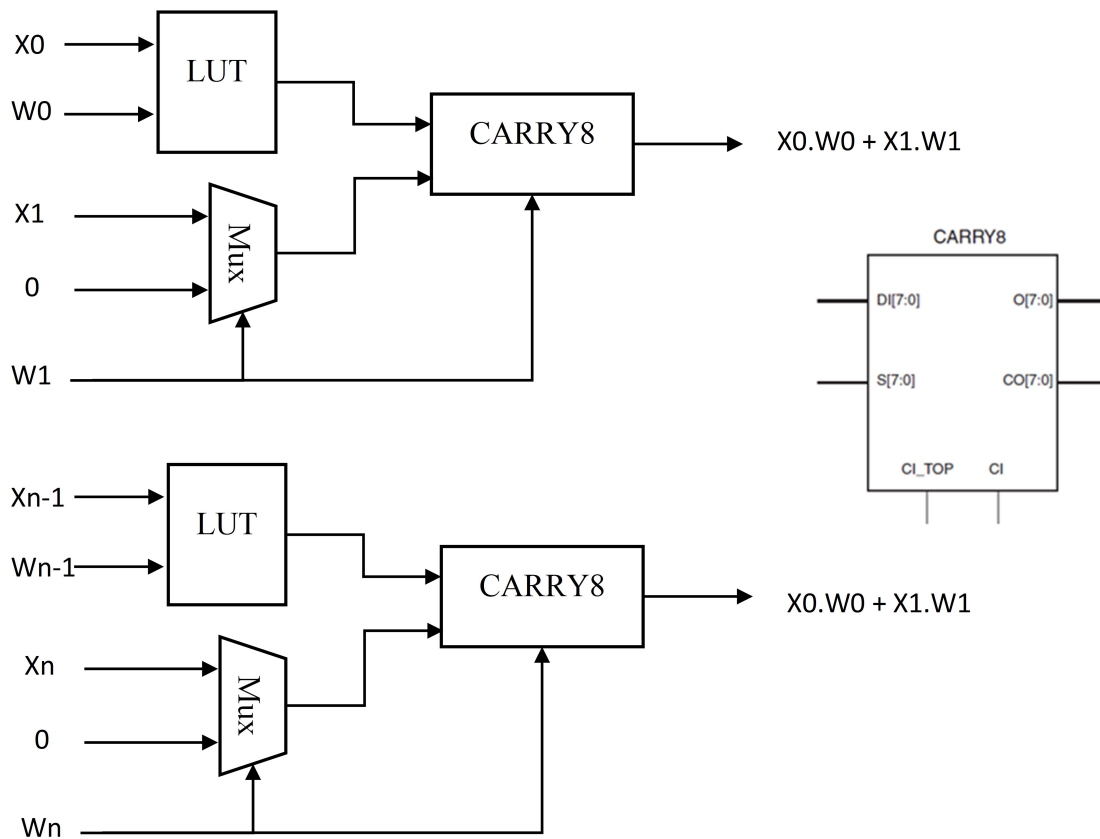 X0
W0
LUT
CARRY8
X0.W0 + X1.W1
X1
0
Mux
W1
CARRY8
DI[7:0]
O[7:0]
S[7:0]
CO[7:0]
CI_TOP
CI
Xn-1
Wn-1
LUT
CARRY8
X0.W0 + X1.W1
Xn
0
Mux
Wn